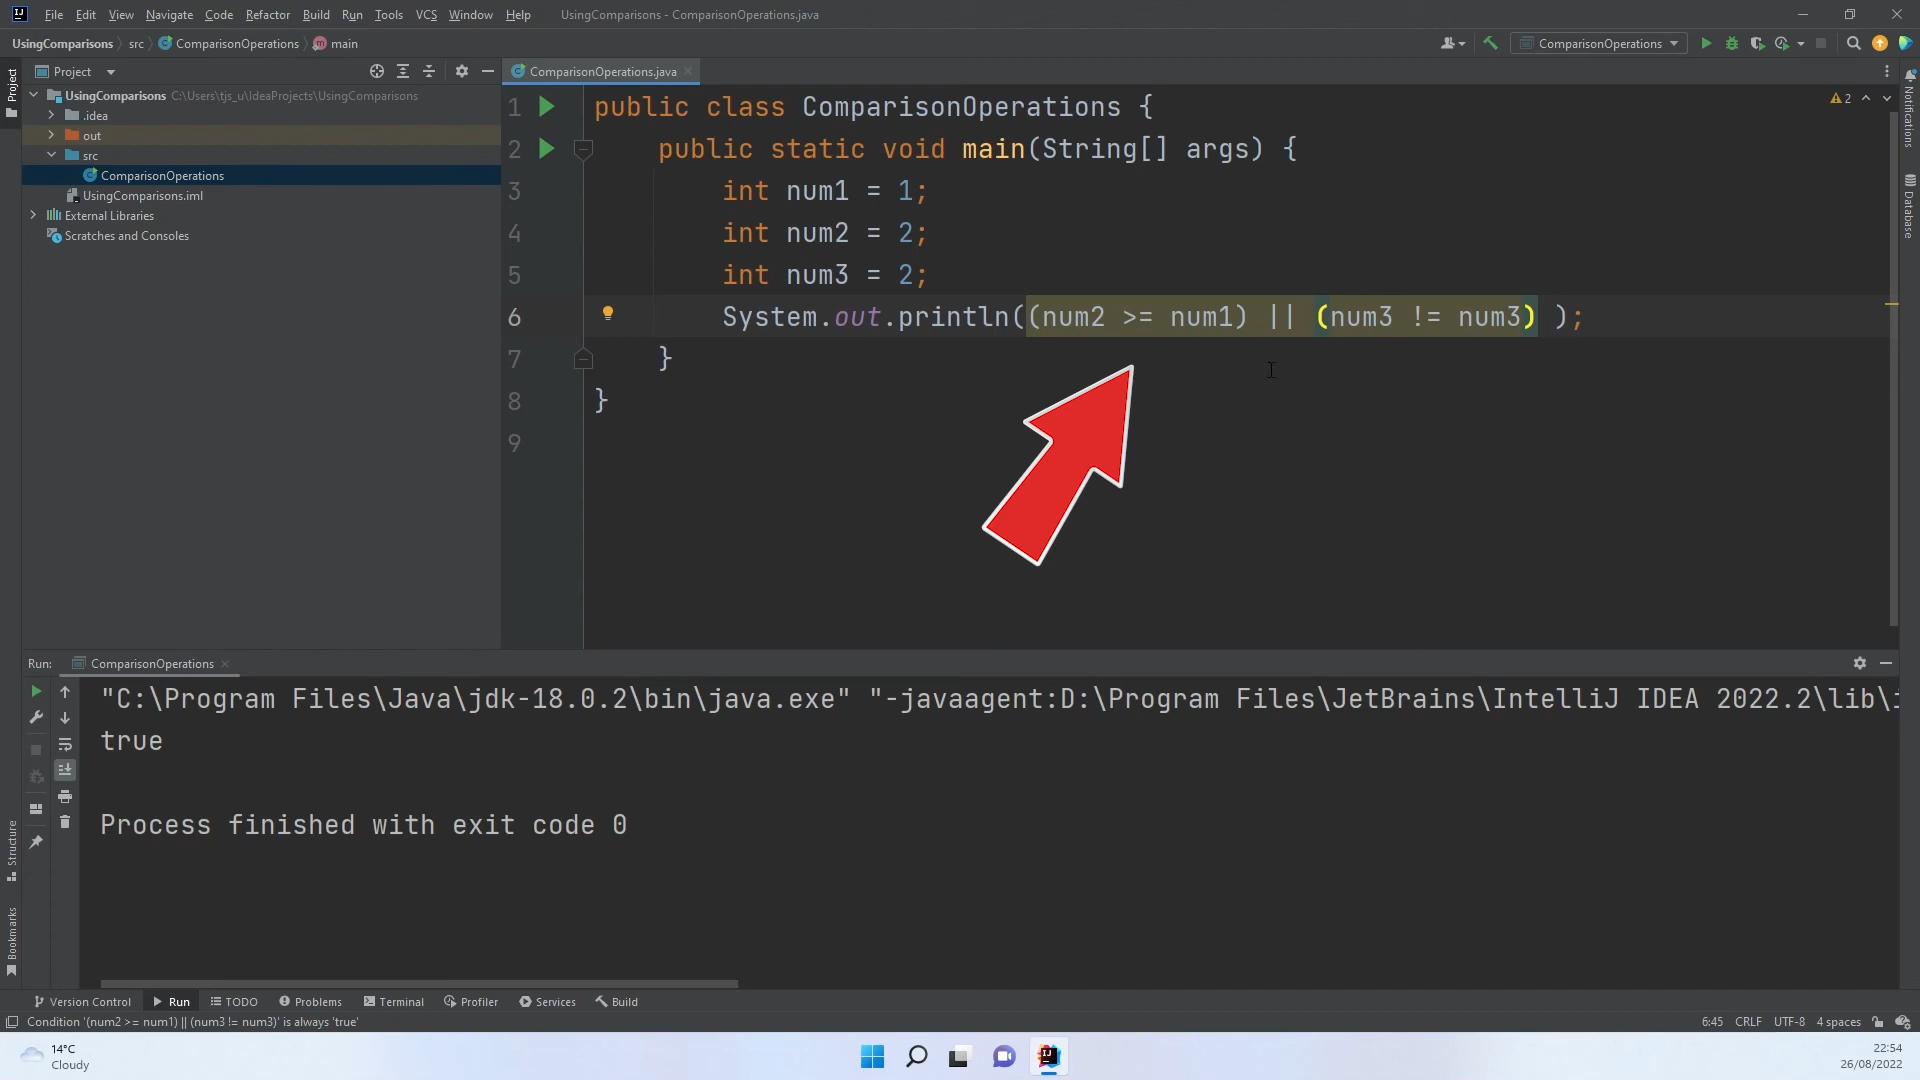 File Edit View Navigate Code Refactor Build Run Tools VCS Window Help UsingComparisons - ComparisonOperations.java
UsingComparisons src ComparisonOperations main ComparisonOperations
Project
ComparisonOperations.java
UsingComparisons C:\Users\tjs_u\IdeaProjects\UsingComparisons
.idea
out
src
ComparisonOperations
UsingComparisons.iml
External Libraries
Scratches and Consoles
Project
Structure
Bookmarks
1 public class ComparisonOperations {
2 public static void main(String[] args) {
3 int num1 = 1;
4 int num2 = 2;
5 int num3 = 2;
6 System.out.println((num2 >= num1) || (num3 != num3) );
7 }
8 }
9
2
Notifications
Database
Run: ComparisonOperations
"C:\Program Files\Java\jdk-18.0.2\bin\java.exe" "-javaagent:D:\Program Files\JetBrains\IntelliJ IDEA 2022.2\lib\
true
Process finished with exit code 0
Version Control Run TODO Problems Terminal Profiler Services Build
Condition '(num2 >= num1) || (num3 != num3)' is always 'true' 6:45 CRLF UTF-8 4 spaces
14°C
Cloudy
22:54
26/08/2022